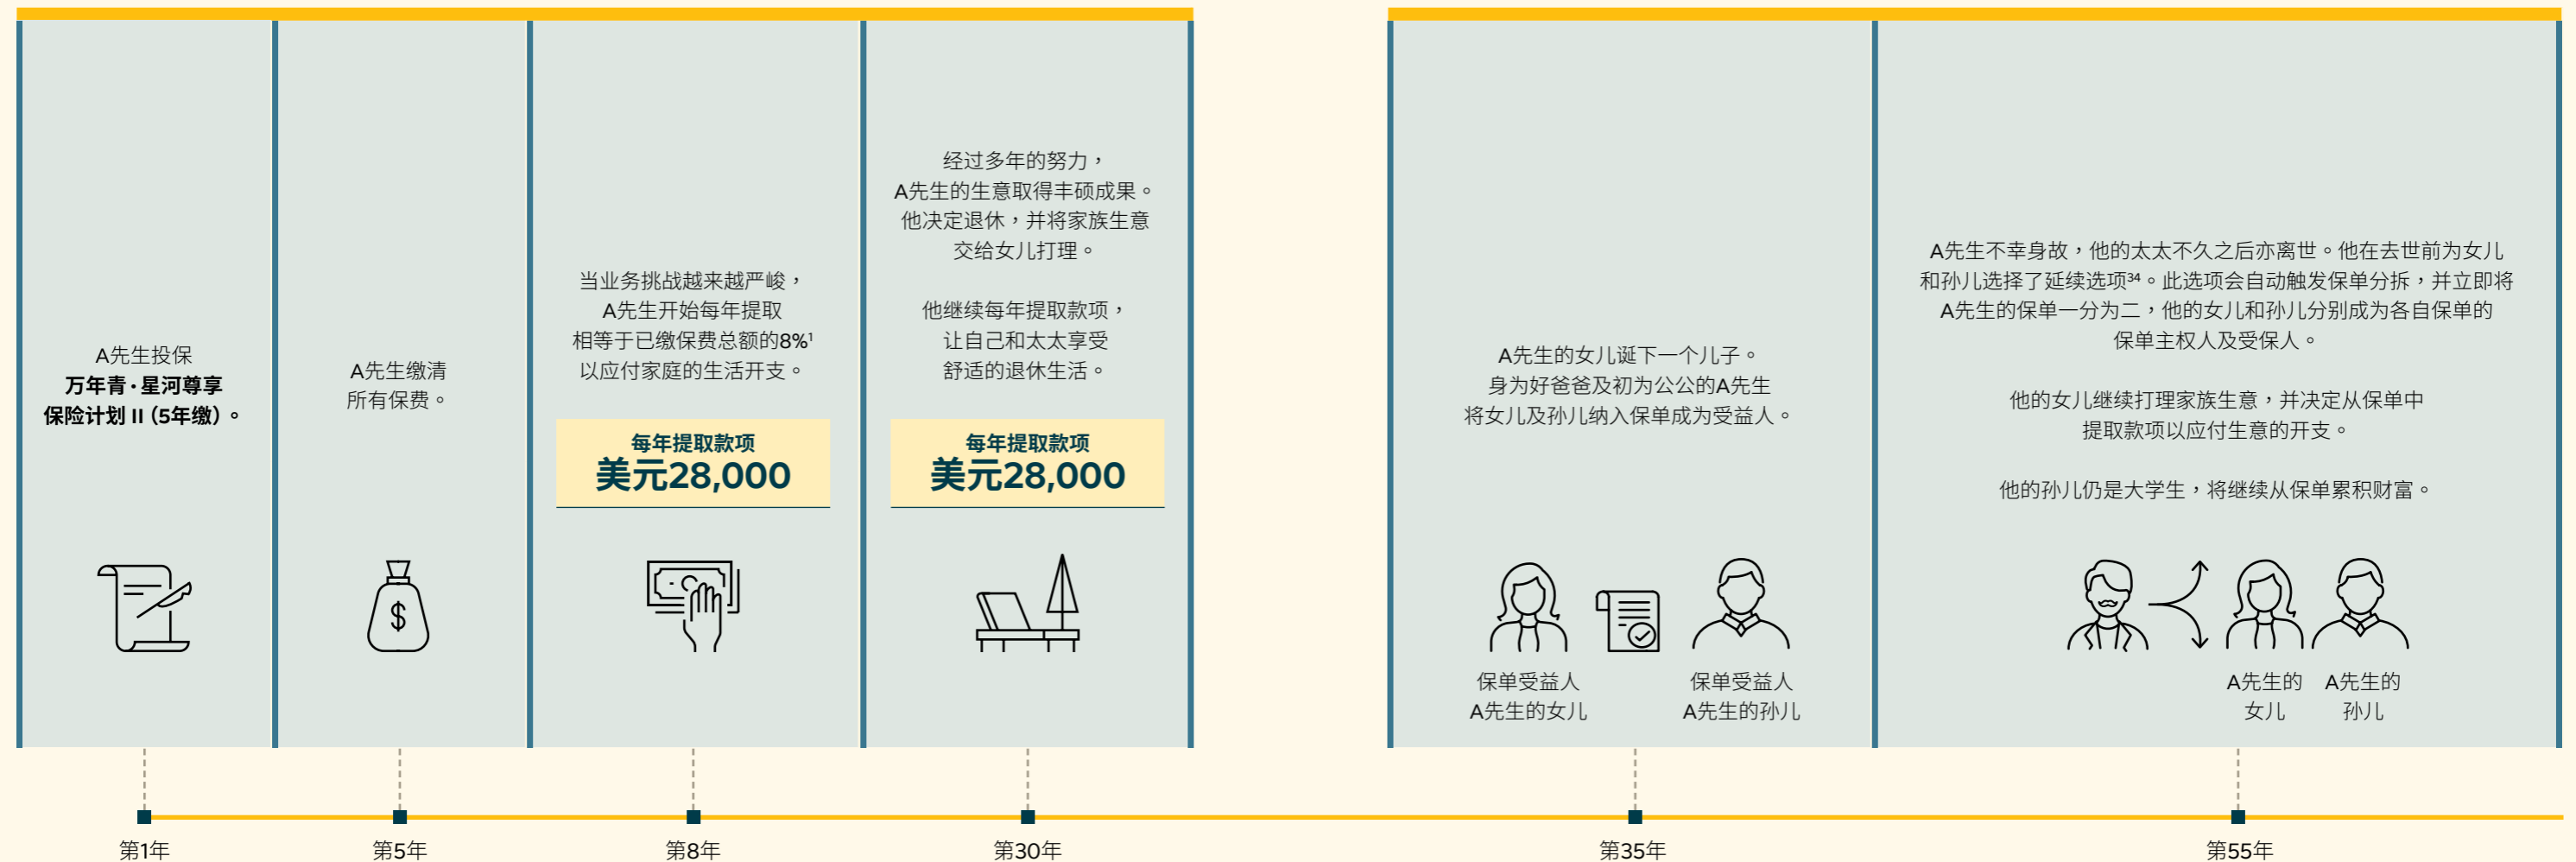 A先生投保
万年青·星河尊享
保险计划 II（5年缴）。
第1年
A先生缴清
所有保费。
第5年
当业务挑战越来越严峻，
A先生开始每年提取
相等于已缴保费总额的8%¹
以应付家庭的生活开支。
每年提取款项
美元28,000
第8年
经过多年的努力，
A先生的生意取得丰硕成果。
他决定退休，并将家族生意
交给女儿打理。
他继续每年提取款项，
让自己和太太享受
舒适的退休生活。
每年提取款项
美元28,000
第30年
A先生的女儿诞下一个儿子。
身为好爸爸及初为公公的A先生
将女儿及孙儿纳入保单成为受益人。
保单受益人
A先生的女儿
保单受益人
A先生的孙儿
第35年
A先生不幸身故，他的太太不久之后亦离世。他在去世前为女儿
和孙儿选择了延续选项³⁴。此选项会自动触发保单分拆，并立即将
A先生的保单一分为二，他的女儿和孙儿分别成为各自保单的
保单主权人及受保人。
他的女儿继续打理家族生意，并决定从保单中
提取款项以应付生意的开支。
他的孙儿仍是大学生，将继续从保单累积财富。
A先生的
女儿
A先生的
孙儿
第55年